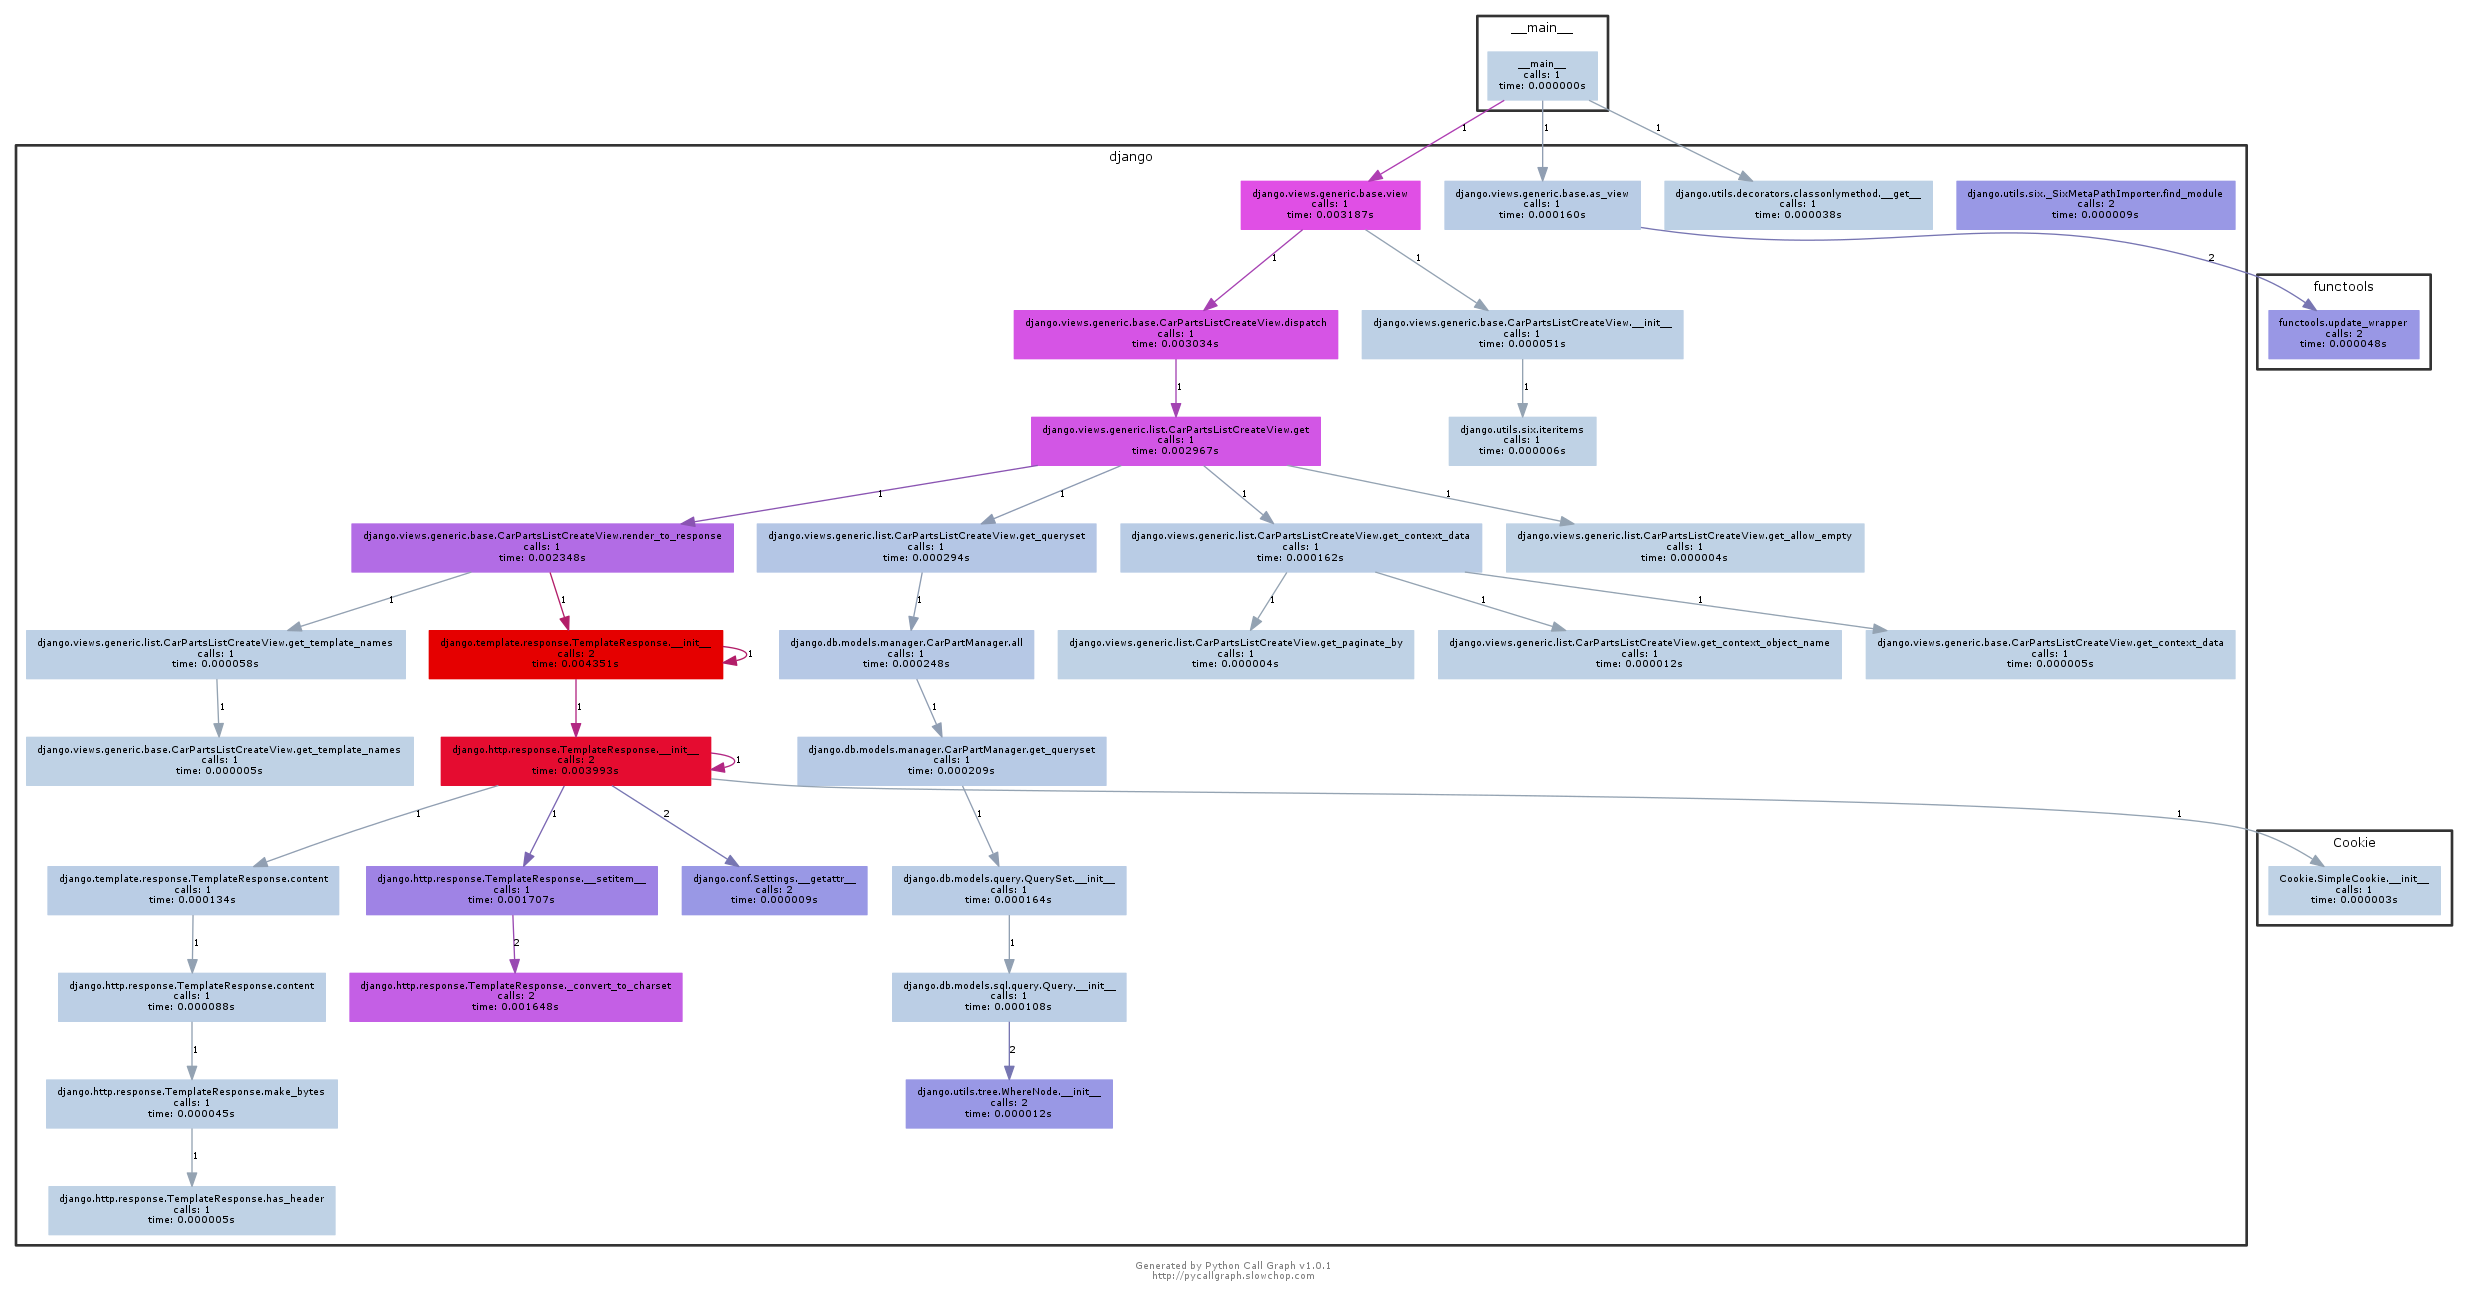 __main__
__main__
calls: 1
time: 0.000000s
1
1
1
django
django.views.generic.base.view
calls: 1
time: 0.003187s
django.views.generic.base.as_view
calls: 1
time: 0.000160s
django.utils.decorators.classonlymethod.__get__
calls: 1
time: 0.000038s
django.utils.six._SixMetaPathImporter.find_module
calls: 2
time: 0.000009s
1
1
2
functools
django.views.generic.base.CarPartsListCreateView.dispatch
calls: 1
time: 0.003034s
django.views.generic.base.CarPartsListCreateView.__init__
calls: 1
time: 0.000051s
functools.update_wrapper
calls: 2
time: 0.000048s
1
1
django.views.generic.list.CarPartsListCreateView.get
calls: 1
time: 0.002967s
django.utils.six.iteritems
calls: 1
time: 0.000006s
1
1
1
1
django.views.generic.base.CarPartsListCreateView.render_to_response
calls: 1
time: 0.002348s
django.views.generic.list.CarPartsListCreateView.get_queryset
calls: 1
time: 0.000294s
django.views.generic.list.CarPartsListCreateView.get_context_data
calls: 1
time: 0.000162s
django.views.generic.list.CarPartsListCreateView.get_allow_empty
calls: 1
time: 0.000004s
1
1
1
1
1
1
django.views.generic.list.CarPartsListCreateView.get_template_names
calls: 1
time: 0.000058s
django.template.response.TemplateResponse.__init__
calls: 2
time: 0.004351s
1
django.db.models.manager.CarPartManager.all
calls: 1
time: 0.000248s
django.views.generic.list.CarPartsListCreateView.get_paginate_by
calls: 1
time: 0.000004s
django.views.generic.list.CarPartsListCreateView.get_context_object_name
calls: 1
time: 0.000012s
django.views.generic.base.CarPartsListCreateView.get_context_data
calls: 1
time: 0.000005s
1
1
1
django.views.generic.base.CarPartsListCreateView.get_template_names
calls: 1
time: 0.000005s
django.http.response.TemplateResponse.__init__
calls: 2
time: 0.003993s
1
django.db.models.manager.CarPartManager.get_queryset
calls: 1
time: 0.000209s
1
1
2
1
1
Cookie
django.template.response.TemplateResponse.content
calls: 1
time: 0.000134s
django.http.response.TemplateResponse.__setitem__
calls: 1
time: 0.001707s
django.conf.Settings.__getattr__
calls: 2
time: 0.000009s
django.db.models.query.QuerySet.__init__
calls: 1
time: 0.000164s
Cookie.SimpleCookie.__init__
calls: 1
time: 0.000003s
1
2
1
django.http.response.TemplateResponse.content
calls: 1
time: 0.000088s
django.http.response.TemplateResponse._convert_to_charset
calls: 2
time: 0.001648s
django.db.models.sql.query.Query.__init__
calls: 1
time: 0.000108s
1
2
django.http.response.TemplateResponse.make_bytes
calls: 1
time: 0.000045s
django.utils.tree.WhereNode.__init__
calls: 2
time: 0.000012s
1
django.http.response.TemplateResponse.has_header
calls: 1
time: 0.000005s
Generated by Python Call Graph v1.0.1
http://pycallgraph.slowchop.com